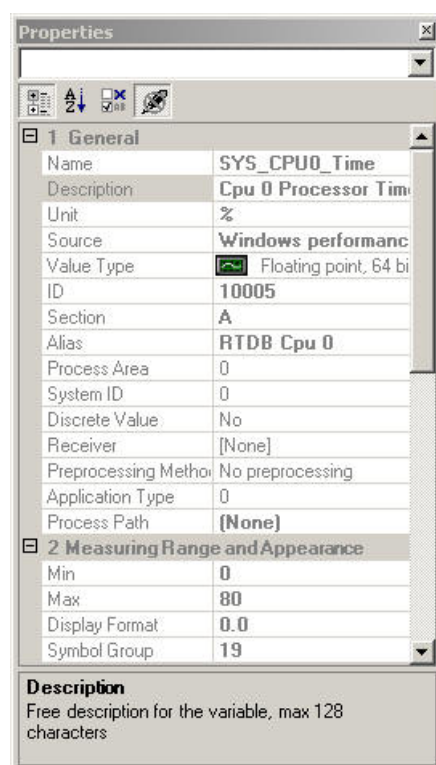 Properties
1 General
Name SYS_CPU0_Time
Description Cpu 0 Processor Tim
Unit %
Source Windows performanc
Value Type Floating point, 64 bi
ID 10005
Section A
Alias RTDB Cpu 0
Process Area 0
System ID 0
Discrete Value No
Receiver [None]
Preprocessing Metho No preprocessing
Application Type 0
Process Path (None)
2 Measuring Range and Appearance
Min 0
Max 80
Display Format 0.0
Symbol Group 19
Description
Free description for the variable, max 128
characters